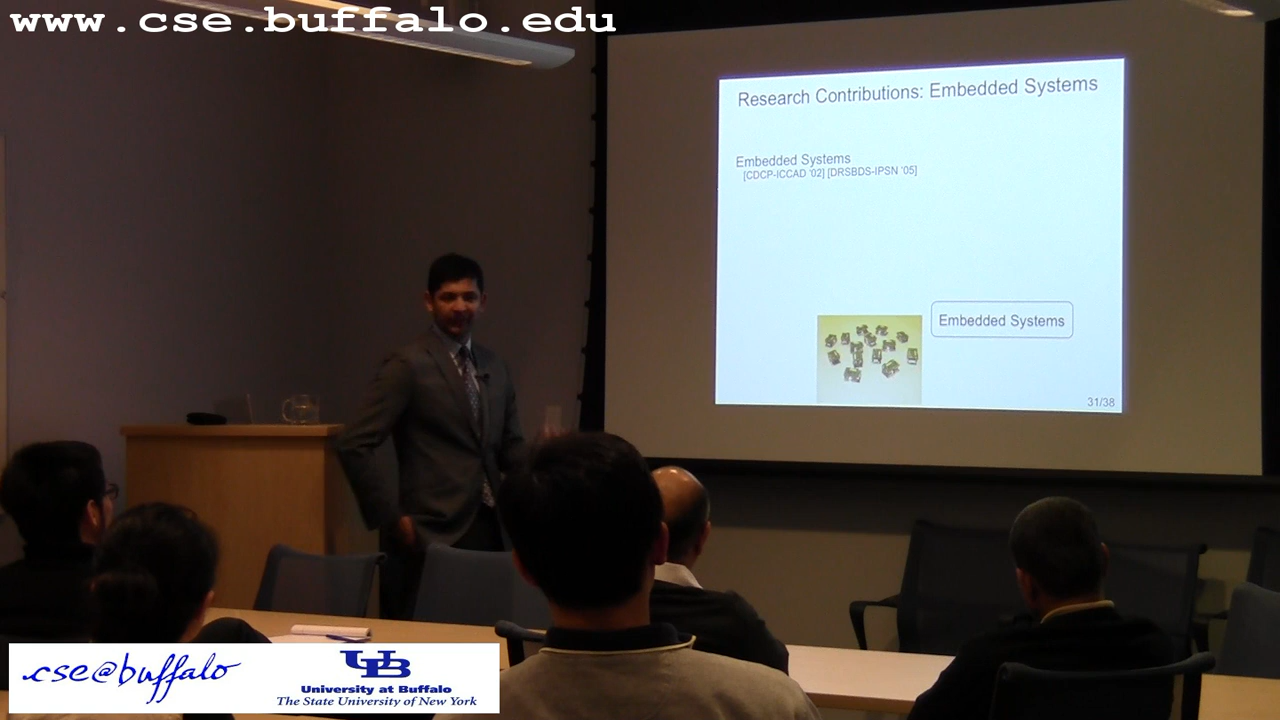 www.cse.buffalo.edu
Research Contributions: Embedded Systems
Embedded Systems
[CDCP-ICCAD '02] [DRSBDS-IPSN '05]
Embedded Systems
31/38
cse@buffalo
UB
University at Buffalo
The State University of New York